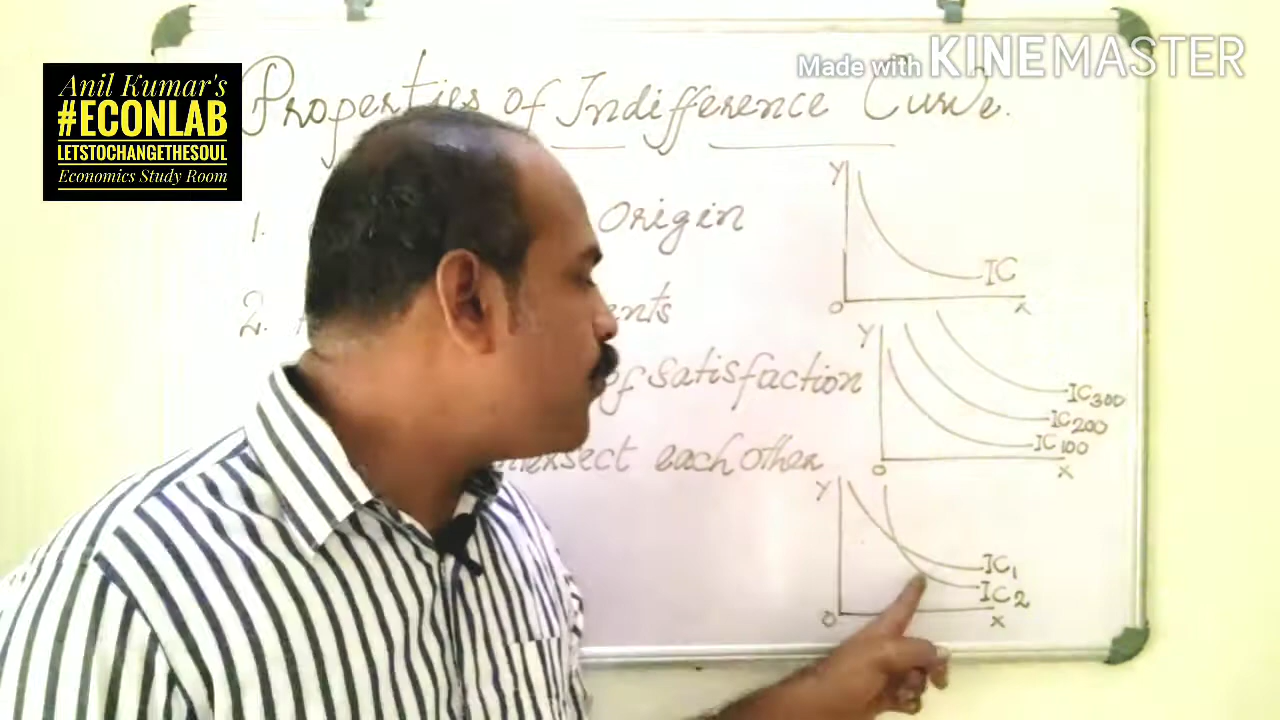 Made with KINEMASTER
Anil Kumar's
#ECONLAB
LETSTOCHANGETHESOUL
Economics Study Room
Properties of Indifference Curve.
1. Origin
2.
of Satisfaction
each other
Y
IC
O X
Y
IC300
IC200
IC100
O X
Y
IC1
IC2
O X